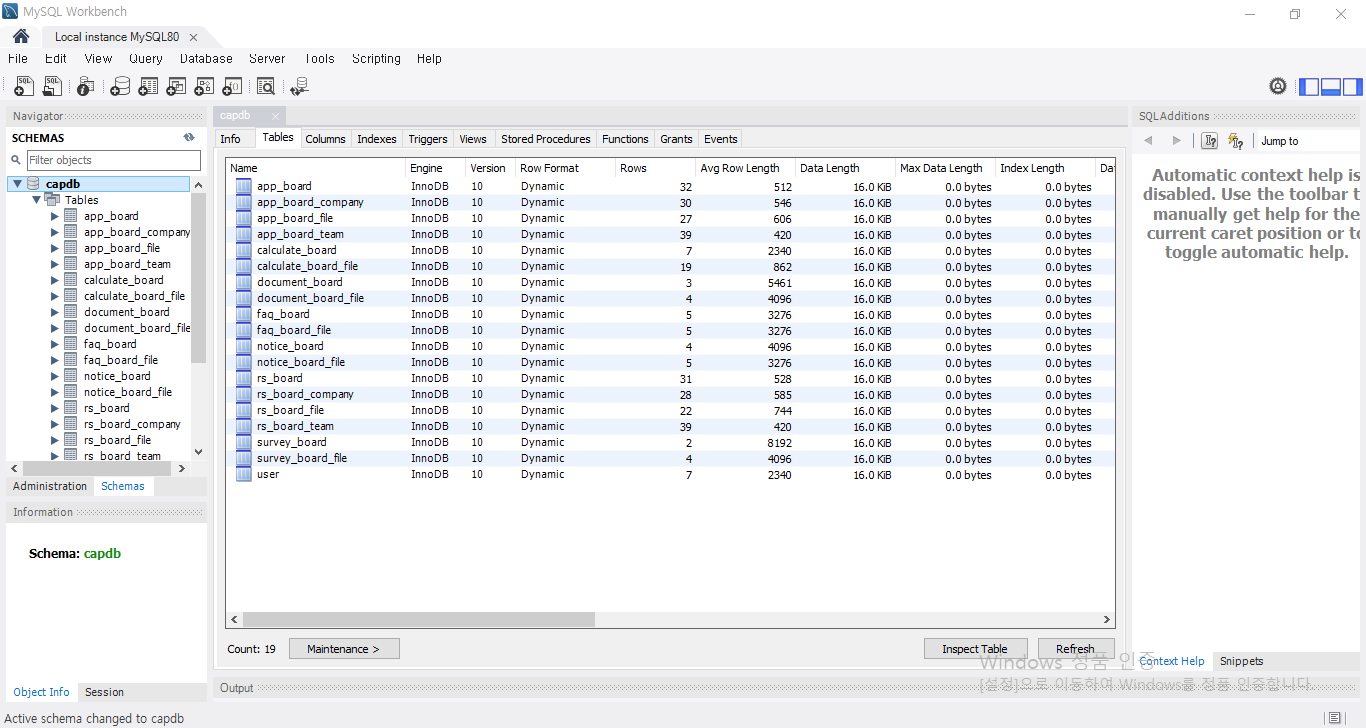 MySQL Workbench
Local instance MySQL80
File Edit View Query Database Server Tools Scripting Help
Navigator
SCHEMAS
Filter objects
capdb
Tables
app_board
app_board_company
app_board_file
app_board_team
calculate_board
calculate_board_file
document_board
document_board_file
faq_board
faq_board_file
notice_board
notice_board_file
rs_board
rs_board_company
rs_board_file
rs_board_team
Administration Schemas
Information
Schema: capdb
Object Info Session
capdb
Info Tables Columns Indexes Triggers Views Stored Procedures Functions Grants Events
Name Engine Version Row Format Rows Avg Row Length Data Length Max Data Length Index Length Dat
app_board InnoDB 10 Dynamic 32 512 16.0 KiB 0.0 bytes 0.0 bytes
app_board_company InnoDB 10 Dynamic 30 546 16.0 KiB 0.0 bytes 0.0 bytes
app_board_file InnoDB 10 Dynamic 27 606 16.0 KiB 0.0 bytes 0.0 bytes
app_board_team InnoDB 10 Dynamic 39 420 16.0 KiB 0.0 bytes 0.0 bytes
calculate_board InnoDB 10 Dynamic 7 2340 16.0 KiB 0.0 bytes 0.0 bytes
calculate_board_file InnoDB 10 Dynamic 19 862 16.0 KiB 0.0 bytes 0.0 bytes
document_board InnoDB 10 Dynamic 3 5461 16.0 KiB 0.0 bytes 0.0 bytes
document_board_file InnoDB 10 Dynamic 4 4096 16.0 KiB 0.0 bytes 0.0 bytes
faq_board InnoDB 10 Dynamic 5 3276 16.0 KiB 0.0 bytes 0.0 bytes
faq_board_file InnoDB 10 Dynamic 5 3276 16.0 KiB 0.0 bytes 0.0 bytes
notice_board InnoDB 10 Dynamic 4 4096 16.0 KiB 0.0 bytes 0.0 bytes
notice_board_file InnoDB 10 Dynamic 5 3276 16.0 KiB 0.0 bytes 0.0 bytes
rs_board InnoDB 10 Dynamic 31 528 16.0 KiB 0.0 bytes 0.0 bytes
rs_board_company InnoDB 10 Dynamic 28 585 16.0 KiB 0.0 bytes 0.0 bytes
rs_board_file InnoDB 10 Dynamic 22 744 16.0 KiB 0.0 bytes 0.0 bytes
rs_board_team InnoDB 10 Dynamic 39 420 16.0 KiB 0.0 bytes 0.0 bytes
survey_board InnoDB 10 Dynamic 2 8192 16.0 KiB 0.0 bytes 0.0 bytes
survey_board_file InnoDB 10 Dynamic 4 4096 16.0 KiB 0.0 bytes 0.0 bytes
user InnoDB 10 Dynamic 7 2340 16.0 KiB 0.0 bytes 0.0 bytes
Count: 19 Maintenance > Inspect Table Refresh
Output
SQLAdditions
Jump to
Automatic context help is
disabled. Use the toolbar t
manually get help for the
current caret position or to
toggle automatic help.
Context Help Snippets
Windows 정품 인증
[설정]으로 이동하여 Windows를 정품 인증합니다.
Active schema changed to capdb